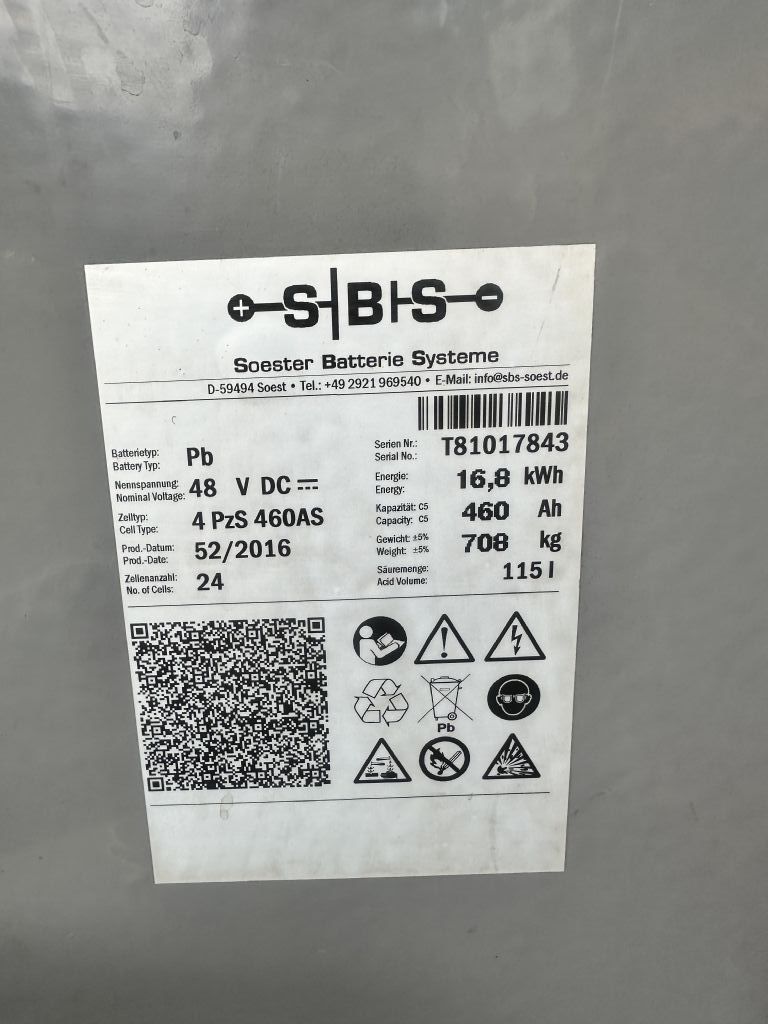 + S B S −
Soester Batterie Systeme
D-59494 Soest • Tel.: +49 2921 969540 • E-Mail: info@sbs-soest.de
Batterietyp:
Battery Typ:
Pb
Serien Nr.:
Serial No.:
T81017843
Nennspannung:
Nominal Voltage:
48 V DC
Energie:
Energy:
16,8 kWh
Zelltyp:
Cell Type:
4 PzS 460AS
Kapazität: C5
Capacity: C5
460 Ah
Prod.-Datum:
Prod.-Date:
52/2016
Gewicht: ±5%
Weight: ±5%
708 kg
Zellenanzahl:
No. of Cells:
24
Säuremenge:
Acid Volume:
115 l
Pb